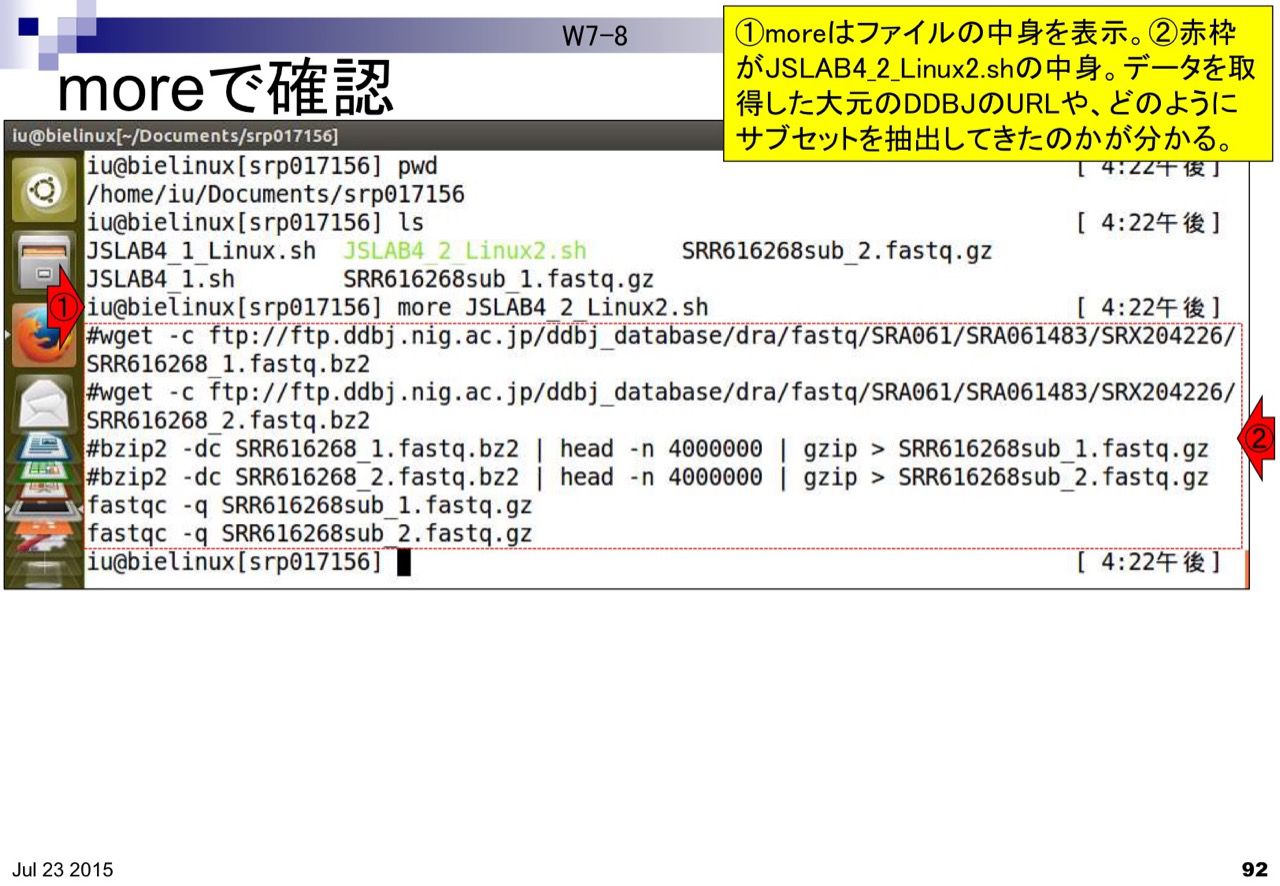 W7-8
①moreはファイルの中身を表示。②赤枠
がJSLAB4_2_Linux2.shの中身。データを取
得した大元のDDBJのURLや、どのように
サブセットを抽出してきたのかが分かる。
moreで確認
iu@bielinux[~/Documents/srp017156]
iu@bielinux[srp017156] pwd [ 4:22午後]
/home/iu/Documents/srp017156
iu@bielinux[srp017156] ls [ 4:22午後]
JSLAB4_1_Linux.sh JSLAB4_2_Linux2.sh SRR616268sub_2.fastq.gz
JSLAB4_1.sh SRR616268sub_1.fastq.gz
① iu@bielinux[srp017156] more JSLAB4_2_Linux2.sh [ 4:22午後]
#wget -c ftp://ftp.ddbj.nig.ac.jp/ddbj_database/dra/fastq/SRA061/SRA061483/SRX204226/
SRR616268_1.fastq.bz2
#wget -c ftp://ftp.ddbj.nig.ac.jp/ddbj_database/dra/fastq/SRA061/SRA061483/SRX204226/
SRR616268_2.fastq.bz2
②
#bzip2 -dc SRR616268_1.fastq.bz2 | head -n 4000000 | gzip > SRR616268sub_1.fastq.gz
#bzip2 -dc SRR616268_2.fastq.bz2 | head -n 4000000 | gzip > SRR616268sub_2.fastq.gz
fastqc -q SRR616268sub_1.fastq.gz
fastqc -q SRR616268sub_2.fastq.gz
iu@bielinux[srp017156] [ 4:22午後]
Jul 23 2015
92